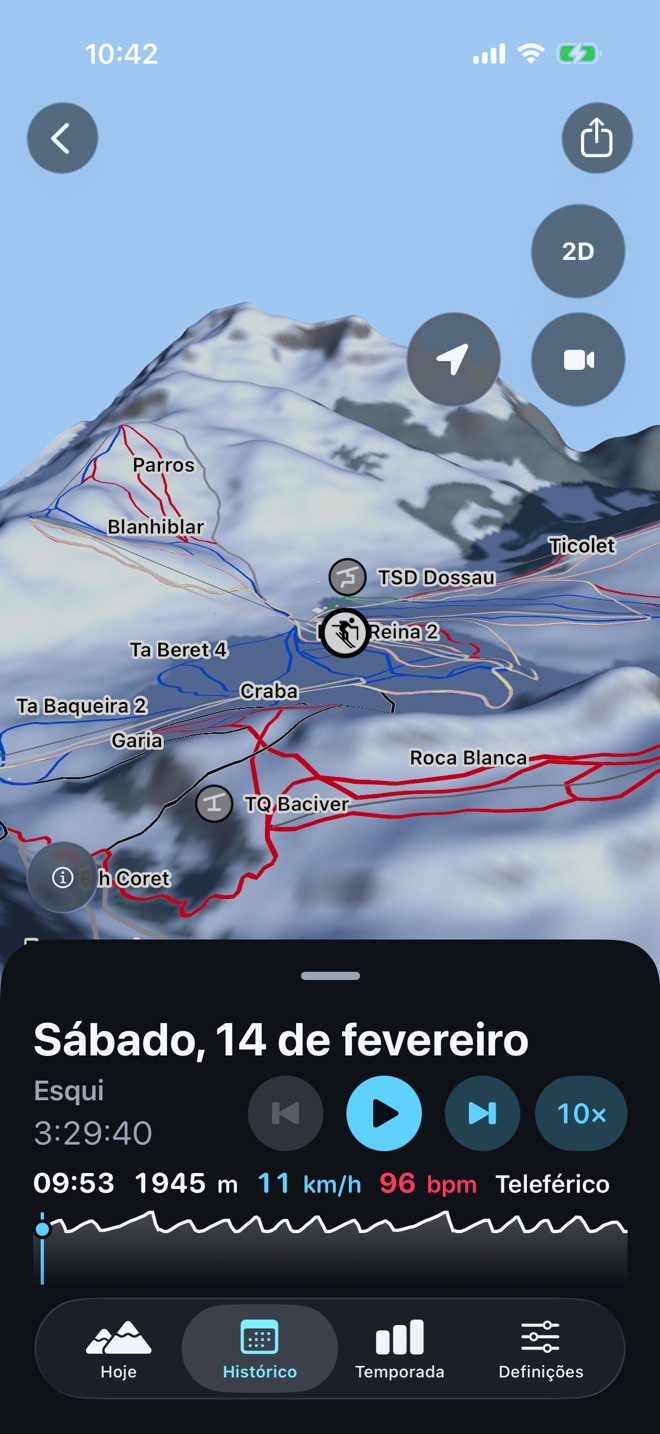 10:42
2D
Parros
Blanhiblar
Ticolet
TSD Dossau
Reina 2
Ta Beret 4
Craba
Ta Baqueira 2
Garia
Roca Blanca
TQ Baciver
h Coret
Sábado, 14 de fevereiro
Esqui
3:29:40
10×
09:53 1945 m 11 km/h 96 bpm Teleférico
Hoje
Histórico
Temporada
Definições